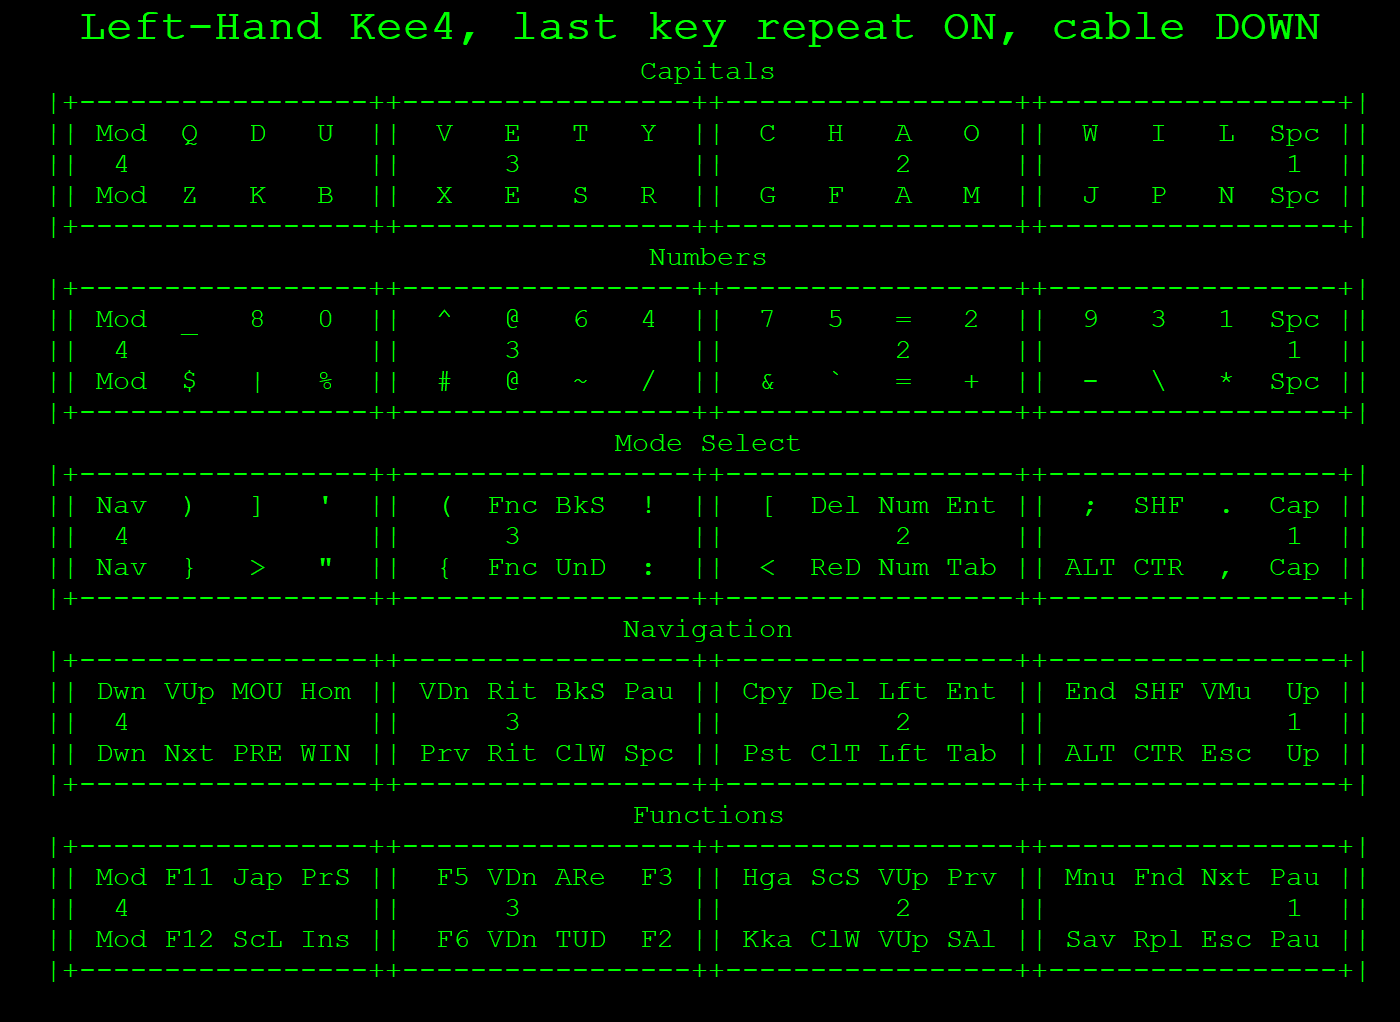 Left-Hand Kee4, last key repeat ON, cable DOWN
Capitals
|+-----------------++-----------------++-----------------++-----------------+|
|| Mod  Q   D   U  ||  V   E   T   Y  ||  C   H   A   O  ||  W   I   L  Spc ||
||  4              ||      3          ||          2      ||              1  ||
|| Mod  Z   K   B  ||  X   E   S   R  ||  G   F   A   M  ||  J   P   N  Spc ||
|+-----------------++-----------------++-----------------++-----------------+|
Numbers
|+-----------------++-----------------++-----------------++-----------------+|
|| Mod  _   8   0  ||  ^   @   6   4  ||  7   5   =   2  ||  9   3   1  Spc ||
||  4              ||      3          ||          2      ||              1  ||
|| Mod  $   |   %  ||  #   @   ~   /  ||  &   `   =   +  ||  -   \   *  Spc ||
|+-----------------++-----------------++-----------------++-----------------+|
Mode Select
|+-----------------++-----------------++-----------------++-----------------+|
|| Nav  )   ]   '  ||  (  Fnc BkS  !  ||  [  Del Num Ent ||  ;  SHF  .  Cap ||
||  4              ||      3          ||          2      ||              1  ||
|| Nav  }   >   "  ||  {  Fnc UnD  :  ||  <  ReD Num Tab || ALT CTR  ,  Cap ||
|+-----------------++-----------------++-----------------++-----------------+|
Navigation
|+-----------------++-----------------++-----------------++-----------------+|
|| Dwn VUp MOU Hom || VDn Rit BkS Pau || Cpy Del Lft Ent || End SHF VMu  Up ||
||  4              ||      3          ||          2      ||              1  ||
|| Dwn Nxt PRE WIN || Prv Rit ClW Spc || Pst ClT Lft Tab || ALT CTR Esc  Up ||
|+-----------------++-----------------++-----------------++-----------------+|
Functions
|+-----------------++-----------------++-----------------++-----------------+|
|| Mod F11 Jap PrS ||  F5 VDn ARe  F3 || Hga ScS VUp Prv || Mnu Fnd Nxt Pau ||
||  4              ||      3          ||          2      ||              1  ||
|| Mod F12 ScL Ins ||  F6 VDn TUD  F2 || Kka ClW VUp SAl || Sav Rpl Esc Pau ||
|+-----------------++-----------------++-----------------++-----------------+|